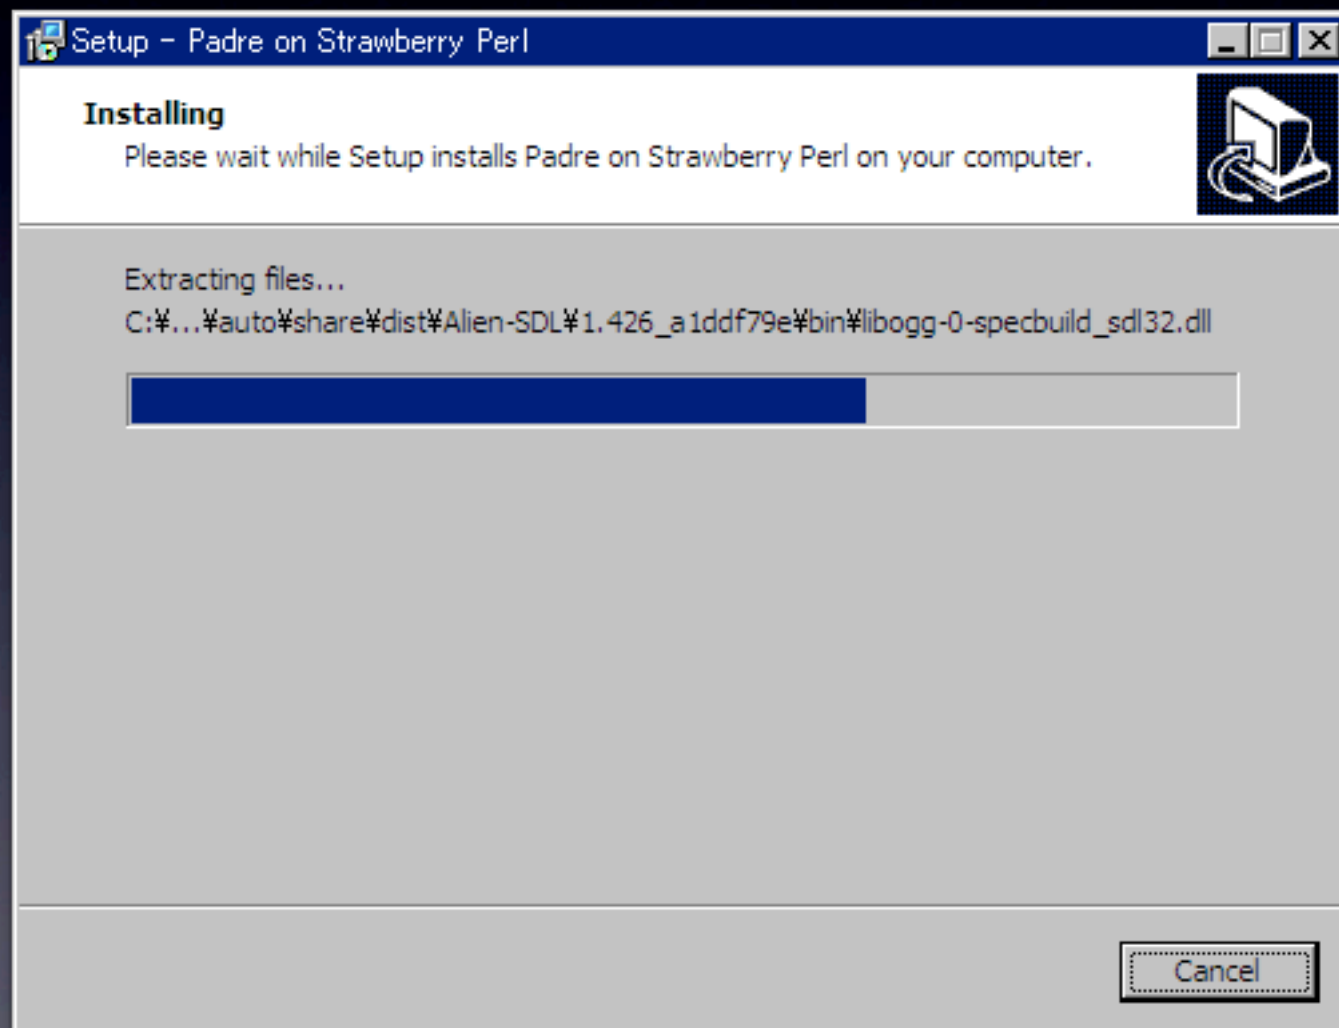 Setup - Padre on Strawberry Perl
Installing
Please wait while Setup installs Padre on Strawberry Perl on your computer.
Extracting files...
C:¥...¥auto¥share¥dist¥Alien-SDL¥1.426_a1ddf79e¥bin¥libogg-0-specbuild_sdl32.dll
Cancel